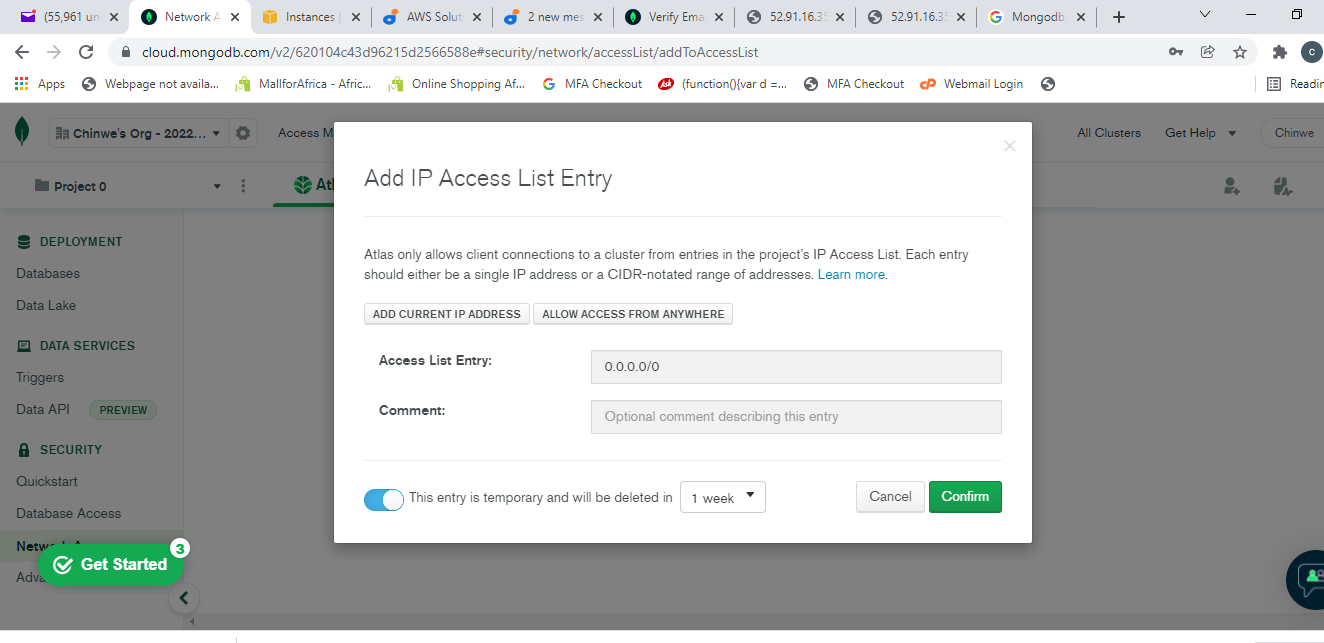 (55,961 un
Network A
Instances |
AWS Solut
2 new mes
Verify Ema
52.91.16.35
52.91.16.35
Mongodb
cloud.mongodb.com/v2/620104c43d96215d2566588e#security/network/accessList/addToAccessList
C
Apps
Webpage not availa...
MallforAfrica - Afric...
Online Shopping Af...
MFA Checkout
(function(){var d =...
MFA Checkout
Webmail Login
Readin
Chinwe's Org - 2022...
Access M
All Clusters
Get Help
Chinwe
Project 0
Atl
DEPLOYMENT
Databases
Data Lake
DATA SERVICES
Triggers
Data API
PREVIEW
SECURITY
Quickstart
Database Access
Network A
Adva
Get Started
3
Add IP Access List Entry
Atlas only allows client connections to a cluster from entries in the project's IP Access List. Each entry
should either be a single IP address or a CIDR-notated range of addresses. Learn more.
ADD CURRENT IP ADDRESS
ALLOW ACCESS FROM ANYWHERE
Access List Entry:
0.0.0.0/0
Comment:
Optional comment describing this entry
This entry is temporary and will be deleted in
1 week
Cancel
Confirm